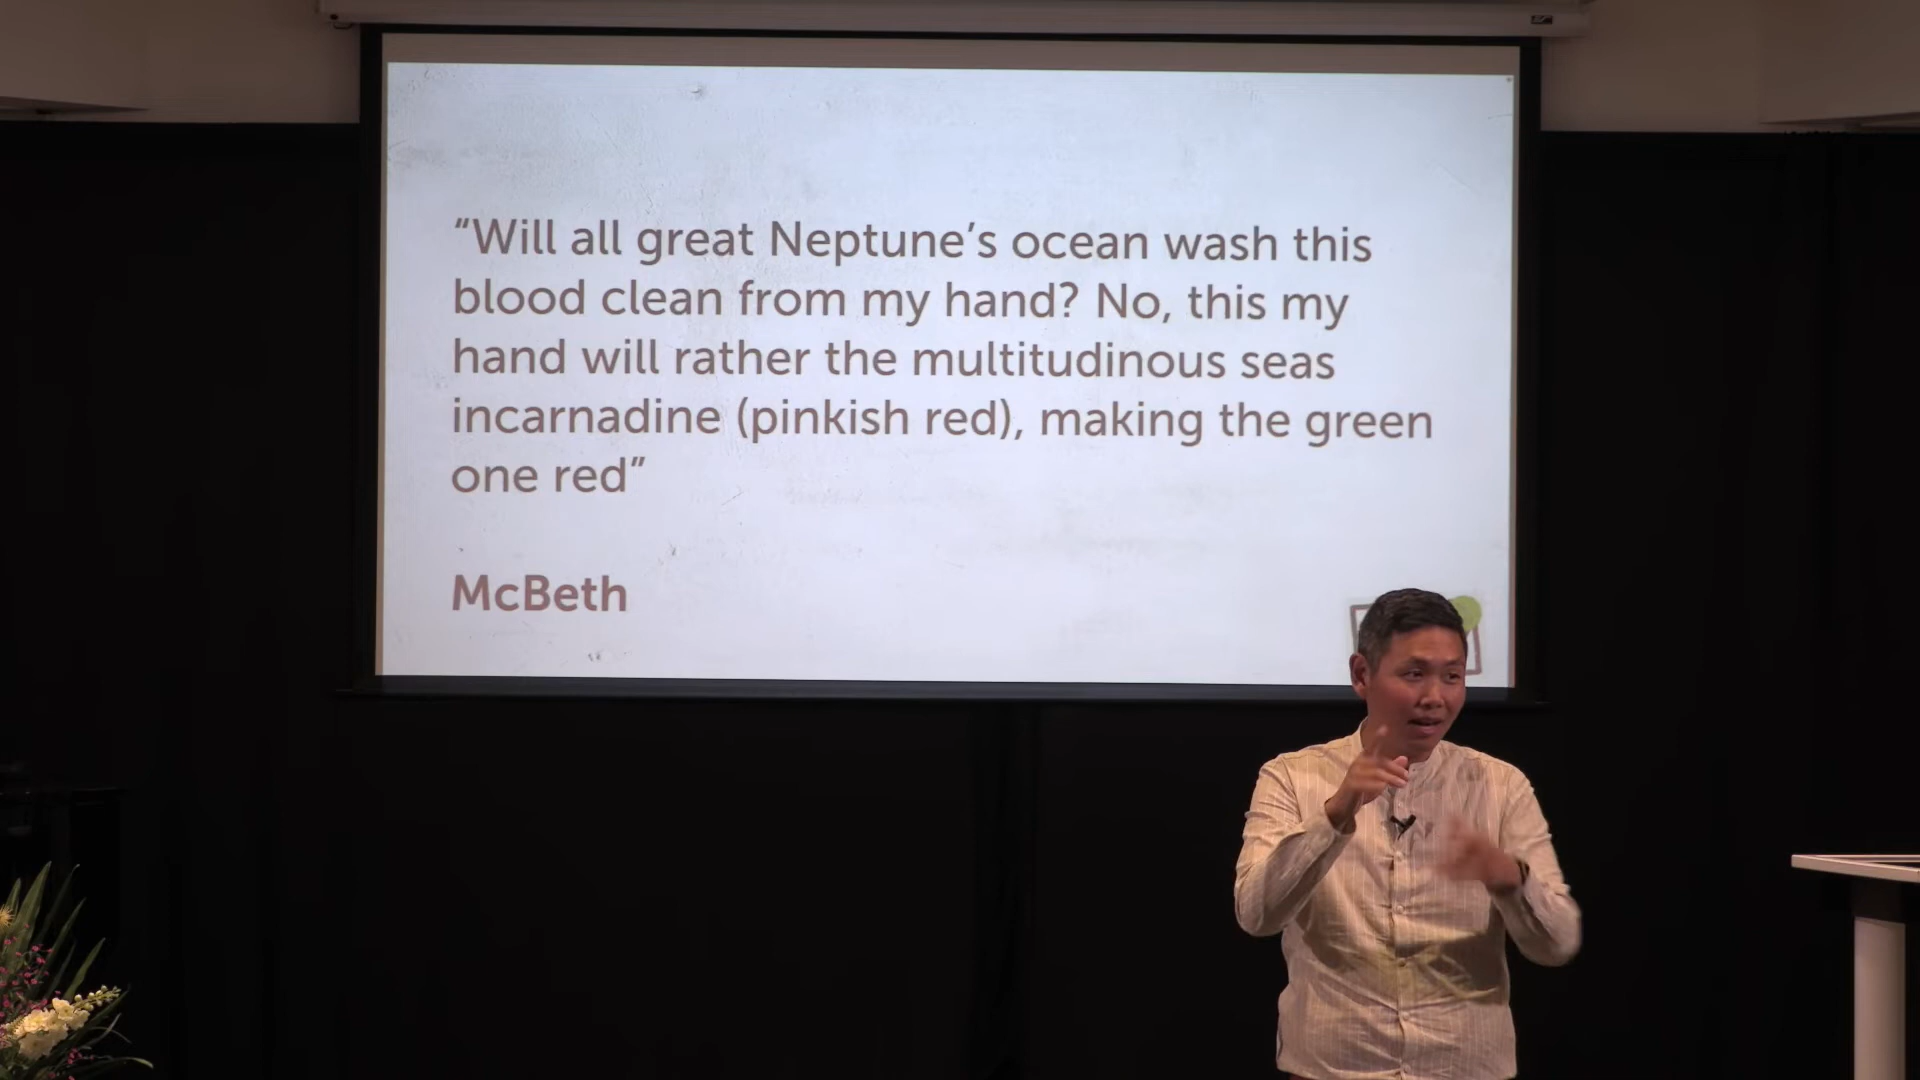 “Will all great Neptune’s ocean wash this
blood clean from my hand? No, this my
hand will rather the multitudinous seas
incarnadine (pinkish red), making the green
one red”
McBeth